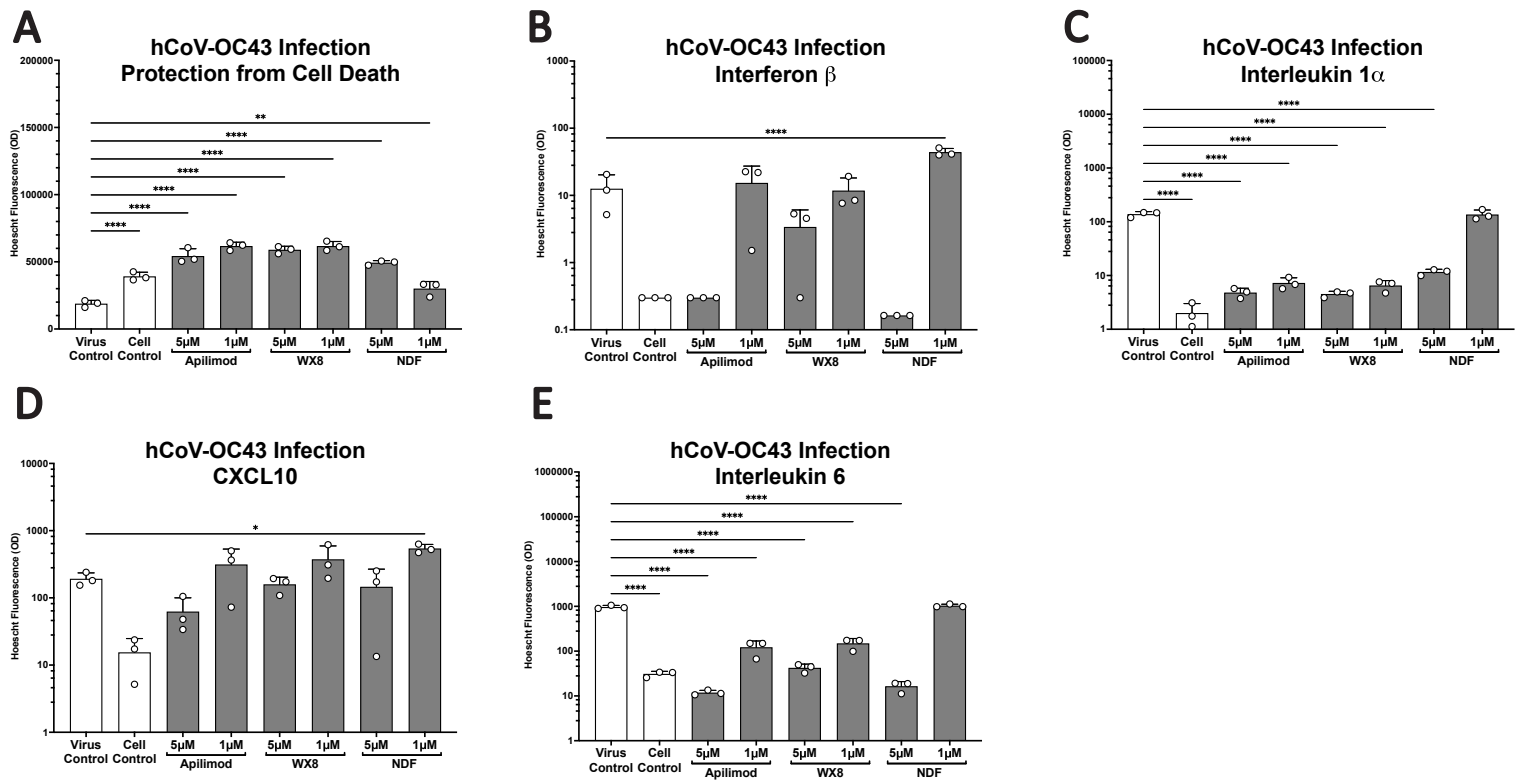 A
hCoV-OC43 Infection
Protection from Cell Death
Hoescht Fluorescence (OD)
200000
150000
100000
50000
0
**
****
****
****
****
****
****
Virus Control
Cell Control
5μM
1μM
5μM
1μM
5μM
1μM
Apilimod
WX8
NDF
B
hCoV-OC43 Infection
Interferon β
Hoescht Fluorescence (OD)
1000
100
10
1
0.1
****
Virus Control
Cell Control
5μM
1μM
5μM
1μM
5μM
1μM
Apilimod
WX8
NDF
C
hCoV-OC43 Infection
Interleukin 1α
Hoescht Fluorescence (OD)
100000
10000
1000
100
10
1
****
****
****
****
****
****
Virus Control
Cell Control
5μM
1μM
5μM
1μM
5μM
1μM
Apilimod
WX8
NDF
D
hCoV-OC43 Infection
CXCL10
Hoescht Fluorescence (OD)
10000
1000
100
10
1
*
Virus Control
Cell Control
5μM
1μM
5μM
1μM
5μM
1μM
Apilimod
WX8
NDF
E
hCoV-OC43 Infection
Interleukin 6
Hoescht Fluorescence (OD)
1000000
100000
10000
1000
100
10
1
****
****
****
****
****
****
Virus Control
Cell Control
5μM
1μM
5μM
1μM
5μM
1μM
Apilimod
WX8
NDF